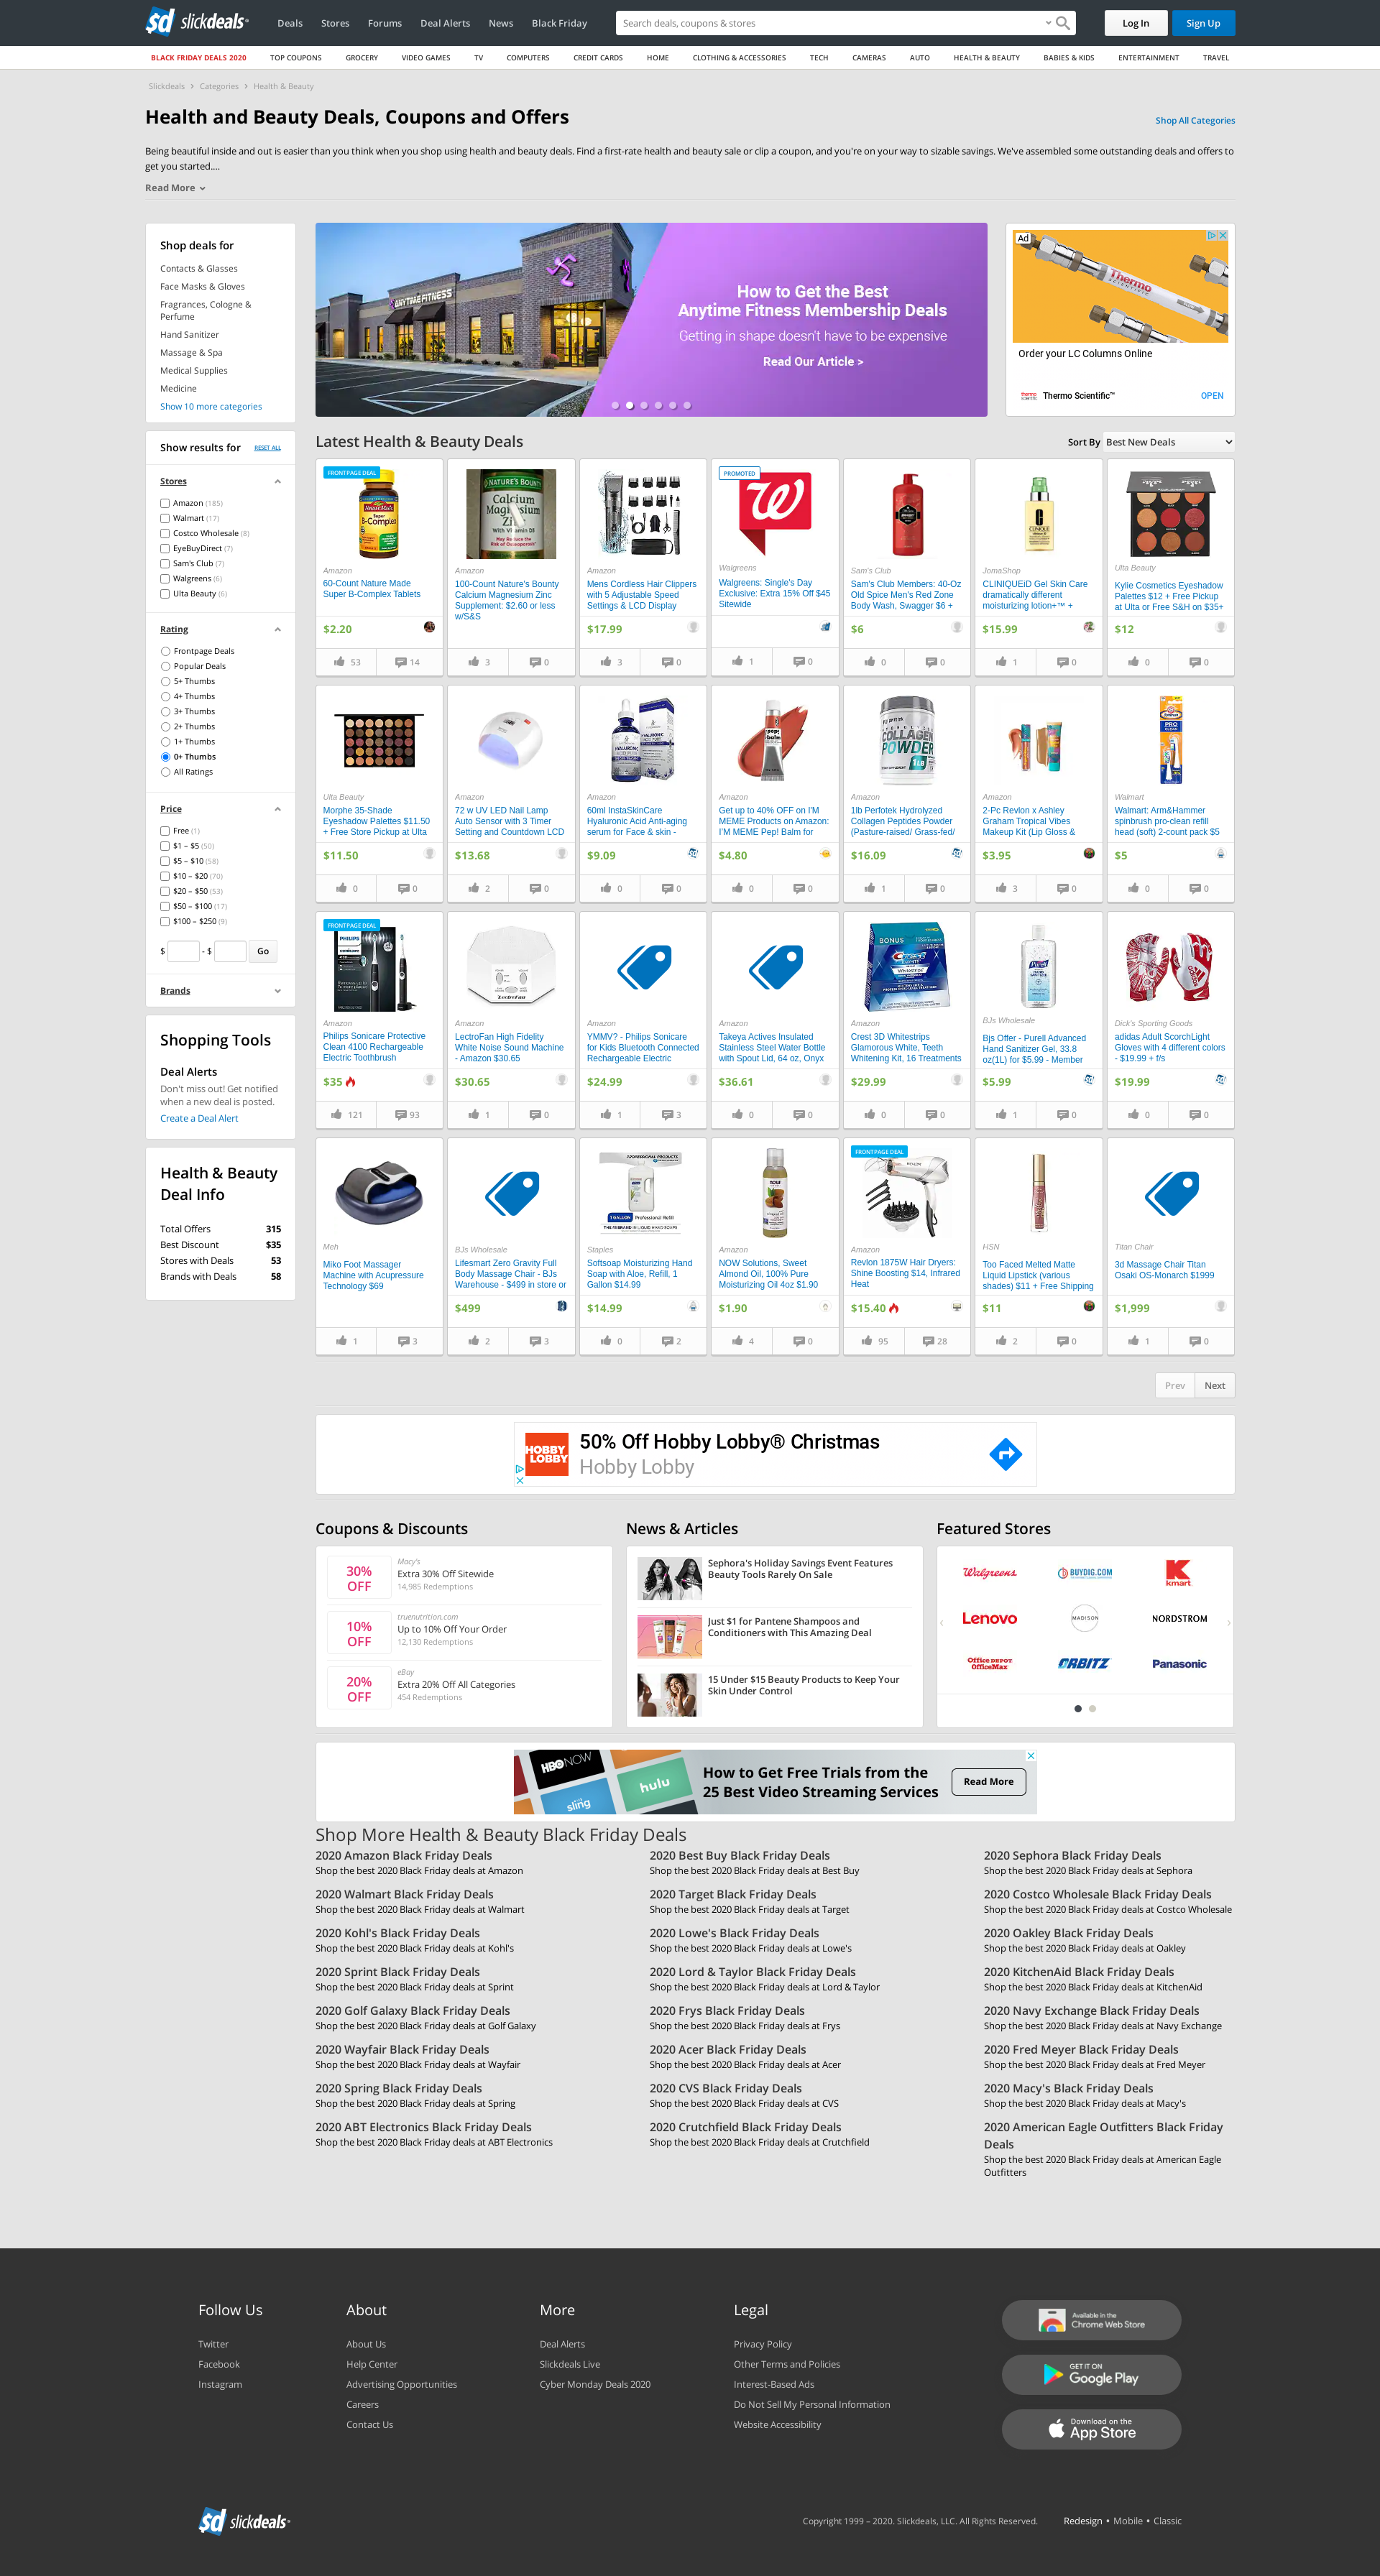 slickdeals
Deals Stores Forums Deal Alerts News Black Friday
Search deals, coupons & stores
Log In Sign Up
BLACK FRIDAY DEALS 2020 TOP COUPONS GROCERY VIDEO GAMES TV COMPUTERS CREDIT CARDS HOME CLOTHING & ACCESSORIES TECH CAMERAS AUTO HEALTH & BEAUTY BABIES & KIDS ENTERTAINMENT TRAVEL
Slickdeals > Categories > Health & Beauty
Health and Beauty Deals, Coupons and Offers
Shop All Categories
Being beautiful inside and out is easier than you think when you shop using health and beauty deals. Find a first-rate health and beauty sale or clip a coupon, and you're on your way to sizable savings. We've assembled some outstanding deals and offers to
get you started....
Read More
Shop deals for
Contacts & Glasses
Face Masks & Gloves
Fragrances, Cologne &
Perfume
Hand Sanitizer
Massage & Spa
Medical Supplies
Medicine
Show 10 more categories
Show results for RESET ALL
Stores
Amazon (185)
Walmart (17)
Costco Wholesale (8)
EyeBuyDirect (7)
Sam's Club (7)
Walgreens (6)
Ulta Beauty (6)
Rating
Frontpage Deals
Popular Deals
5+ Thumbs
4+ Thumbs
3+ Thumbs
2+ Thumbs
1+ Thumbs
0+ Thumbs
All Ratings
Price
Free (1)
$1 – $5 (50)
$5 – $10 (58)
$10 – $20 (70)
$20 – $50 (53)
$50 – $100 (17)
$100 – $250 (9)
$ - $ Go
Brands
Shopping Tools
Deal Alerts
Don't miss out! Get notified
when a new deal is posted.
Create a Deal Alert
Health & Beauty
Deal Info
Total Offers 315
Best Discount $35
Stores with Deals 53
Brands with Deals 58
ANYTIME FITNESS
How to Get the Best
Anytime Fitness Membership Deals
Getting in shape doesn't have to be expensive
Read Our Article >
Ad
Thermo
SCIENTIFIC
Order your LC Columns Online
Thermo Scientific™ OPEN
Latest Health & Beauty Deals
Sort By Best New Deals
FRONTPAGE DEAL
Amazon
60-Count Nature Made
Super B-Complex Tablets
$2.20
53 14
Amazon
100-Count Nature's Bounty
Calcium Magnesium Zinc
Supplement: $2.60 or less
w/S&S
3 0
Amazon
Mens Cordless Hair Clippers
with 5 Adjustable Speed
Settings & LCD Display
$17.99
3 0
PROMOTED
Walgreens
Walgreens: Single's Day
Exclusive: Extra 15% Off $45
Sitewide
1 0
Sam's Club
Sam's Club Members: 40-Oz
Old Spice Men's Red Zone
Body Wash, Swagger $6 +
$6
0 0
JomaShop
CLINIQUEiD Gel Skin Care
dramatically different
moisturizing lotion+™ +
$15.99
1 0
Ulta Beauty
Kylie Cosmetics Eyeshadow
Palettes $12 + Free Pickup
at Ulta or Free S&H on $35+
$12
0 0
Ulta Beauty
Morphe 35-Shade
Eyeshadow Palettes $11.50
+ Free Store Pickup at Ulta
$11.50
0 0
Amazon
72 w UV LED Nail Lamp
Auto Sensor with 3 Timer
Setting and Countdown LCD
$13.68
2 0
Amazon
60ml InstaSkinCare
Hyaluronic Acid Anti-aging
serum for Face & skin -
$9.09
0 0
Amazon
Get up to 40% OFF on I'M
MEME Products on Amazon:
I'M MEME Pep! Balm for
$4.80
0 0
COLLAGEN
POWDER
Amazon
1lb Perfotek Hydrolyzed
Collagen Peptides Powder
(Pasture-raised/ Grass-fed/
$16.09
1 0
Amazon
2-Pc Revlon x Ashley
Graham Tropical Vibes
Makeup Kit (Lip Gloss &
$3.95
3 0
Walmart
Walmart: Arm&Hammer
spinbrush pro-clean refill
head (soft) 2-count pack $5
$5
0 0
FRONTPAGE DEAL
PHILIPS
Amazon
Philips Sonicare Protective
Clean 4100 Rechargeable
Electric Toothbrush
$35
121 93
LectroFan
Amazon
LectroFan High Fidelity
White Noise Sound Machine
- Amazon $30.65
$30.65
1 0
Amazon
YMMV? - Philips Sonicare
for Kids Bluetooth Connected
Rechargeable Electric
$24.99
1 3
Amazon
Takeya Actives Insulated
Stainless Steel Water Bottle
with Spout Lid, 64 oz, Onyx
$36.61
0 0
BONUS
Amazon
Crest 3D Whitestrips
Glamorous White, Teeth
Whitening Kit, 16 Treatments
$29.99
0 0
BJs Wholesale
Bjs Offer - Purell Advanced
Hand Sanitizer Gel, 33.8
oz(1L) for $5.99 - Member
$5.99
1 0
Dick's Sporting Goods
adidas Adult ScorchLight
Gloves with 4 different colors
- $19.99 + f/s
$19.99
0 0
Meh
Miko Foot Massager
Machine with Acupressure
Technology $69
1 3
BJs Wholesale
Lifesmart Zero Gravity Full
Body Massage Chair - BJs
Warehouse - $499 in store or
$499
2 3
Staples
Softsoap Moisturizing Hand
Soap with Aloe, Refill, 1
Gallon $14.99
$14.99
0 2
Amazon
NOW Solutions, Sweet
Almond Oil, 100% Pure
Moisturizing Oil 4oz $1.90
$1.90
4 0
FRONTPAGE DEAL
Amazon
Revlon 1875W Hair Dryers:
Shine Boosting $14, Infrared
Heat
$15.40
95 28
HSN
Too Faced Melted Matte
Liquid Lipstick (various
shades) $11 + Free Shipping
$11
2 0
Titan Chair
3d Massage Chair Titan
Osaki OS-Monarch $1999
$1,999
1 0
Prev Next
HOBBY
LOBBY
50% Off Hobby Lobby® Christmas
Hobby Lobby
Coupons & Discounts
30%
OFF
Macy's
Extra 30% Off Sitewide
14,985 Redemptions
10%
OFF
truenutrition.com
Up to 10% Off Your Order
12,130 Redemptions
20%
OFF
eBay
Extra 20% Off All Categories
454 Redemptions
News & Articles
Sephora's Holiday Savings Event Features
Beauty Tools Rarely On Sale
Just $1 for Pantene Shampoos and
Conditioners with This Amazing Deal
15 Under $15 Beauty Products to Keep Your
Skin Under Control
Featured Stores
Walgreens BUYDIG.COM kmart
Lenovo MADISON NORDSTROM
Office DEPOT
OfficeMax
ORBITZ Panasonic
HBO NOW
hulu
sling
How to Get Free Trials from the
25 Best Video Streaming Services
Read More
Shop More Health & Beauty Black Friday Deals
2020 Amazon Black Friday Deals
Shop the best 2020 Black Friday deals at Amazon
2020 Best Buy Black Friday Deals
Shop the best 2020 Black Friday deals at Best Buy
2020 Sephora Black Friday Deals
Shop the best 2020 Black Friday deals at Sephora
2020 Walmart Black Friday Deals
Shop the best 2020 Black Friday deals at Walmart
2020 Target Black Friday Deals
Shop the best 2020 Black Friday deals at Target
2020 Costco Wholesale Black Friday Deals
Shop the best 2020 Black Friday deals at Costco Wholesale
2020 Kohl's Black Friday Deals
Shop the best 2020 Black Friday deals at Kohl's
2020 Lowe's Black Friday Deals
Shop the best 2020 Black Friday deals at Lowe's
2020 Oakley Black Friday Deals
Shop the best 2020 Black Friday deals at Oakley
2020 Sprint Black Friday Deals
Shop the best 2020 Black Friday deals at Sprint
2020 Lord & Taylor Black Friday Deals
Shop the best 2020 Black Friday deals at Lord & Taylor
2020 KitchenAid Black Friday Deals
Shop the best 2020 Black Friday deals at KitchenAid
2020 Golf Galaxy Black Friday Deals
Shop the best 2020 Black Friday deals at Golf Galaxy
2020 Frys Black Friday Deals
Shop the best 2020 Black Friday deals at Frys
2020 Navy Exchange Black Friday Deals
Shop the best 2020 Black Friday deals at Navy Exchange
2020 Wayfair Black Friday Deals
Shop the best 2020 Black Friday deals at Wayfair
2020 Acer Black Friday Deals
Shop the best 2020 Black Friday deals at Acer
2020 Fred Meyer Black Friday Deals
Shop the best 2020 Black Friday deals at Fred Meyer
2020 Spring Black Friday Deals
Shop the best 2020 Black Friday deals at Spring
2020 CVS Black Friday Deals
Shop the best 2020 Black Friday deals at CVS
2020 Macy's Black Friday Deals
Shop the best 2020 Black Friday deals at Macy's
2020 ABT Electronics Black Friday Deals
Shop the best 2020 Black Friday deals at ABT Electronics
2020 Crutchfield Black Friday Deals
Shop the best 2020 Black Friday deals at Crutchfield
2020 American Eagle Outfitters Black Friday
Deals
Shop the best 2020 Black Friday deals at American Eagle
Outfitters
Follow Us
Twitter
Facebook
Instagram
About
About Us
Help Center
Advertising Opportunities
Careers
Contact Us
More
Deal Alerts
Slickdeals Live
Cyber Monday Deals 2020
Legal
Privacy Policy
Other Terms and Policies
Interest-Based Ads
Do Not Sell My Personal Information
Website Accessibility
Available in the
Chrome Web Store
GET IT ON
Google Play
Download on the
App Store
slickdeals
Copyright 1999 – 2020. Slickdeals, LLC. All Rights Reserved. Redesign • Mobile • Classic